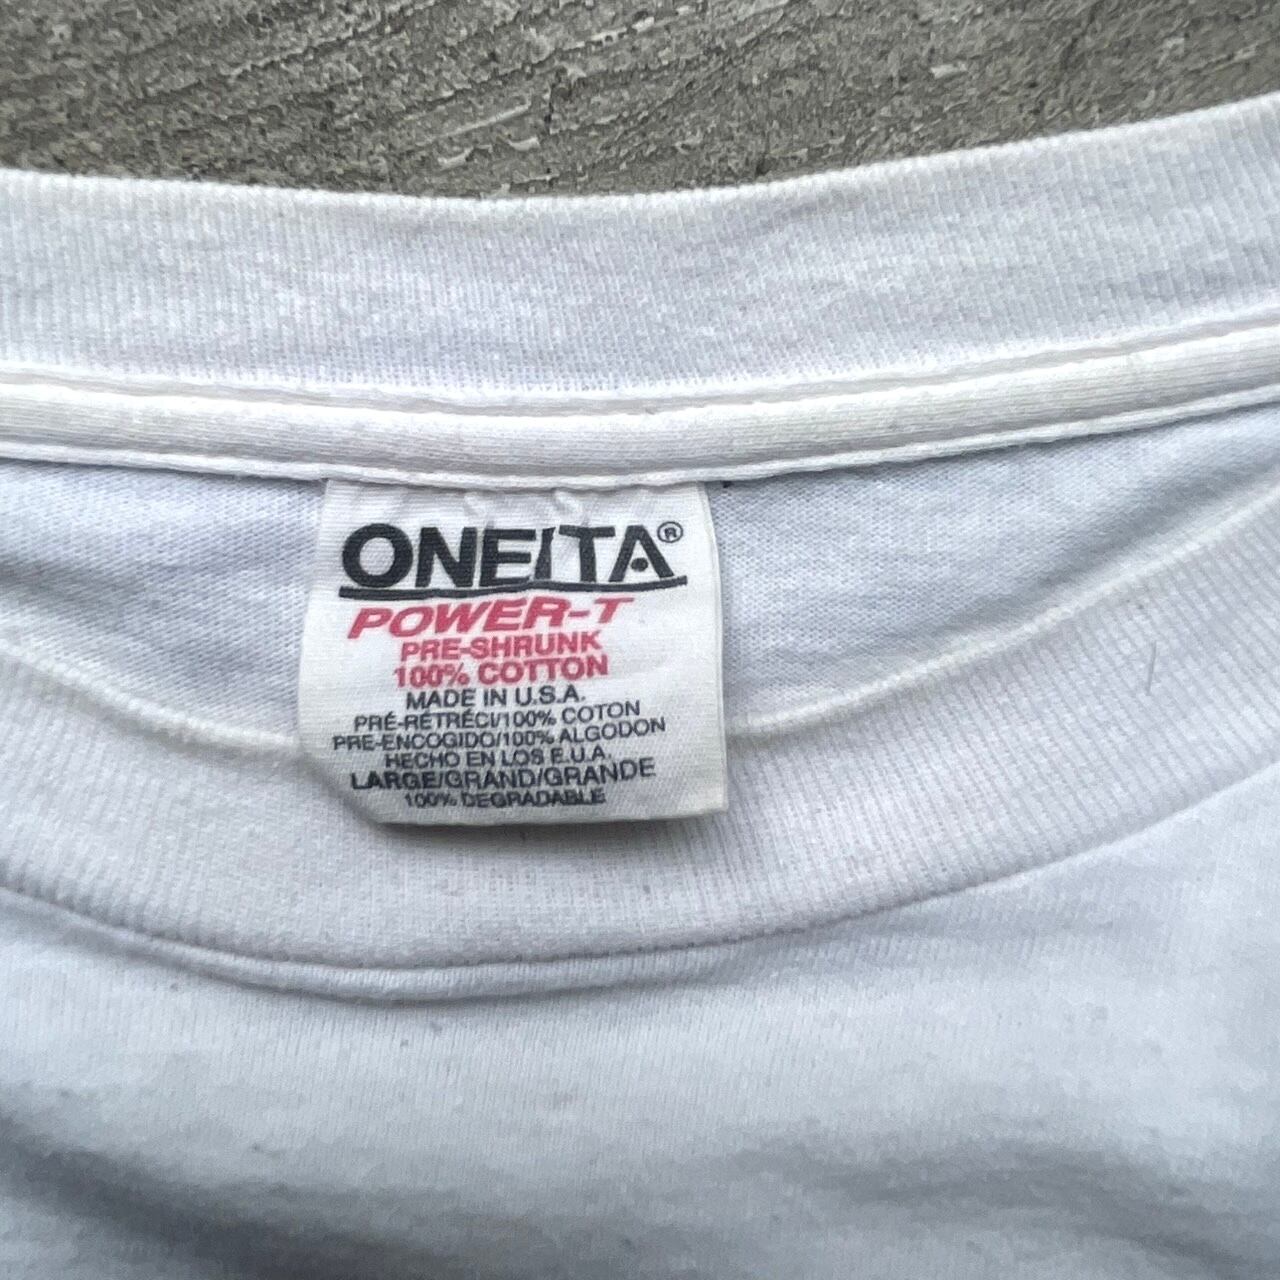 ONEITA®
POWER-T
PRE-SHRUNK
100% COTTON
MADE IN U.S.A.
PRÉ-RÉTRÉCI/100% COTON
PRE-ENCOGIDO/100% ALGODON
HECHO EN LOS E.U.A.
LARGE/GRAND/GRANDE
100% DEGRADABLE